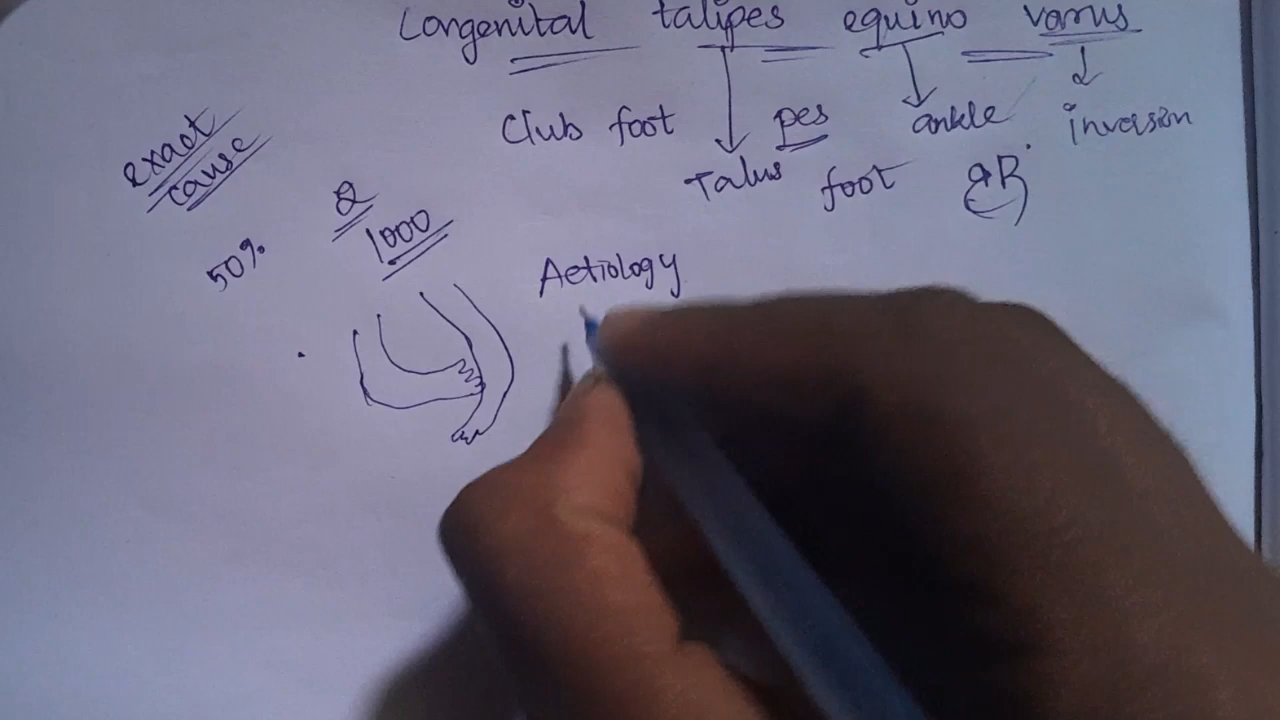 Congenital talipes equino varus
Club foot pes ankle inversion
Talus foot
exact
cause
2
1000
50%
Aetiology